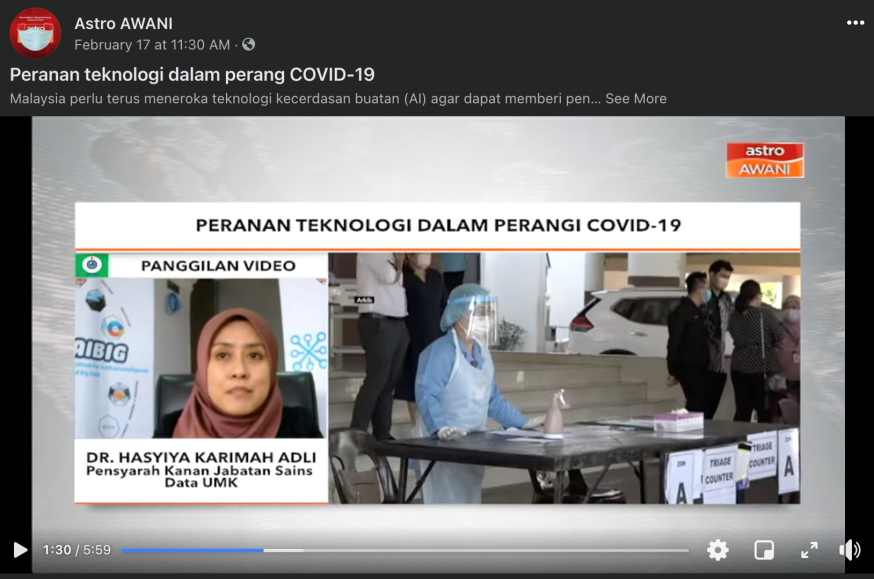 astro
Astro AWANI
February 17 at 11:30 AM ·
Peranan teknologi dalam perang COVID-19
Malaysia perlu terus meneroka teknologi kecerdasan buatan (AI) agar dapat memberi pen... See More
astro
AWANI
PERANAN TEKNOLOGI DALAM PERANGI COVID-19
PANGGILAN VIDEO
Arkib
AIBIG
DR. HASYIYA KARIMAH ADLI
Pensyarah Kanan Jabatan Sains
Data UMK
ZON
A
TRIAGE
COUNTER
ZON
TRIAGE
COUNTER
A
1:30 / 5:59